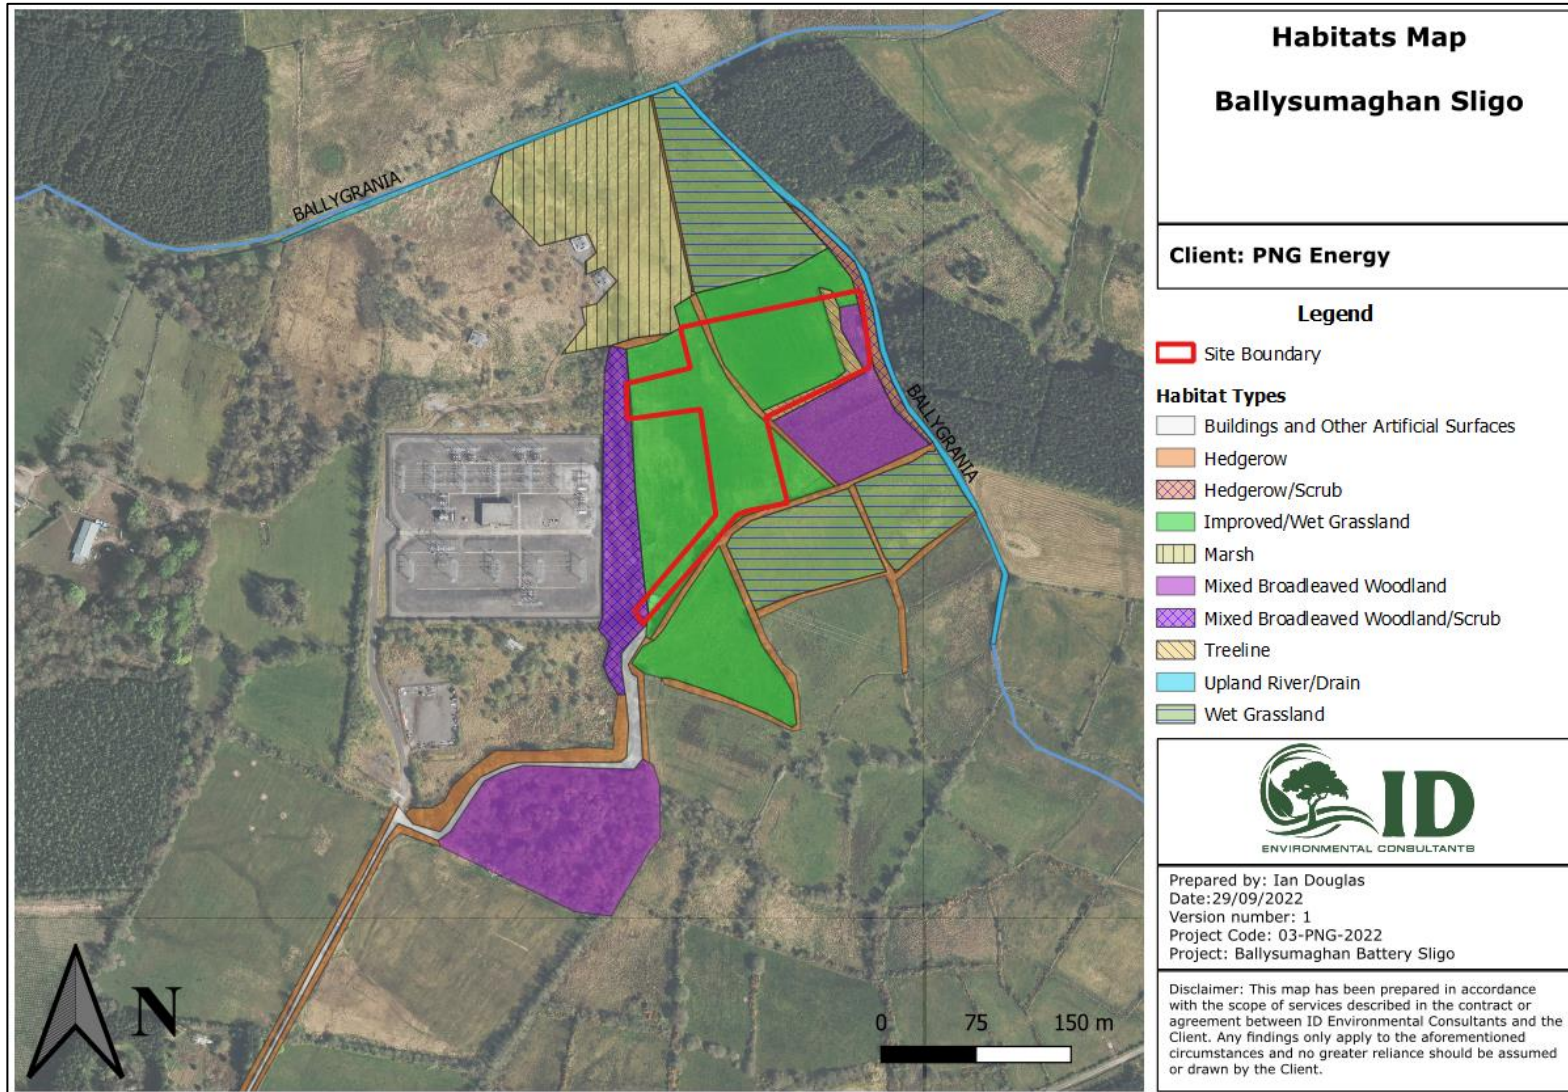 Habitats Map
Ballysumaghan Sligo
Client: PNG Energy
Legend
Site Boundary
Habitat Types
Buildings and Other Artificial Surfaces
Hedgerow
Hedgerow/Scrub
Improved/Wet Grassland
Marsh
Mixed Broadleaved Woodland
Mixed Broadleaved Woodland/Scrub
Treeline
Upland River/Drain
Wet Grassland
ID
ENVIRONMENTAL CONSULTANTS
Prepared by: Ian Douglas
Date:29/09/2022
Version number: 1
Project Code: 03-PNG-2022
Project: Ballysumaghan Battery Sligo
Disclaimer: This map has been prepared in accordance
with the scope of services described in the contract or
agreement between ID Environmental Consultants and the
Client. Any findings only apply to the aforementioned
circumstances and no greater reliance should be assumed
or drawn by the Client.
BALLYGRANIA
BALLYGRANIA
N
0 75 150 m